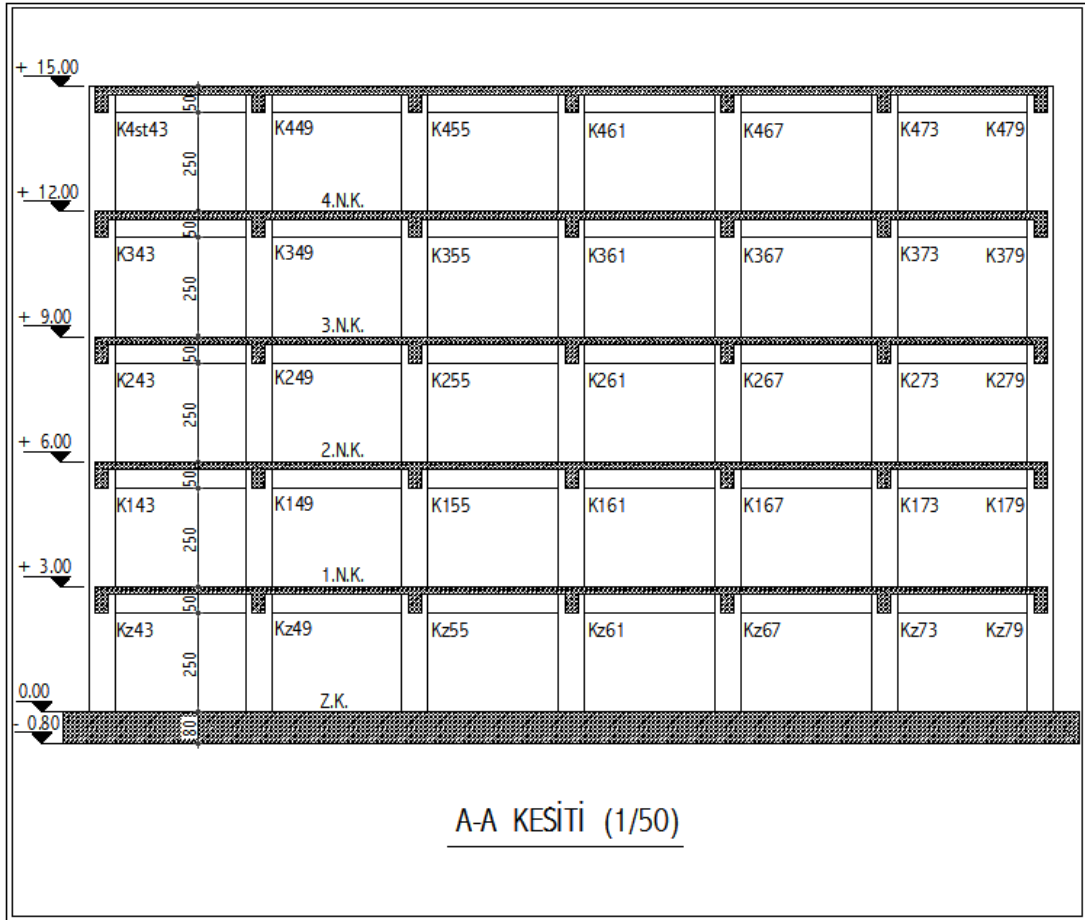 + 15.00
50
K4st43 K449 K455 K461 K467 K473 K479
250
+ 12.00
4.N.K.
50
K343 K349 K355 K361 K367 K373 K379
250
+ 9.00
3.N.K.
50
K243 K249 K255 K261 K267 K273 K279
250
+ 6.00
2.N.K.
50
K143 K149 K155 K161 K167 K173 K179
250
+ 3.00
1.N.K.
50
Kz43 Kz49 Kz55 Kz61 Kz67 Kz73 Kz79
250
0.00
Z.K.
- 0.80
80
A-A KESİTİ (1/50)